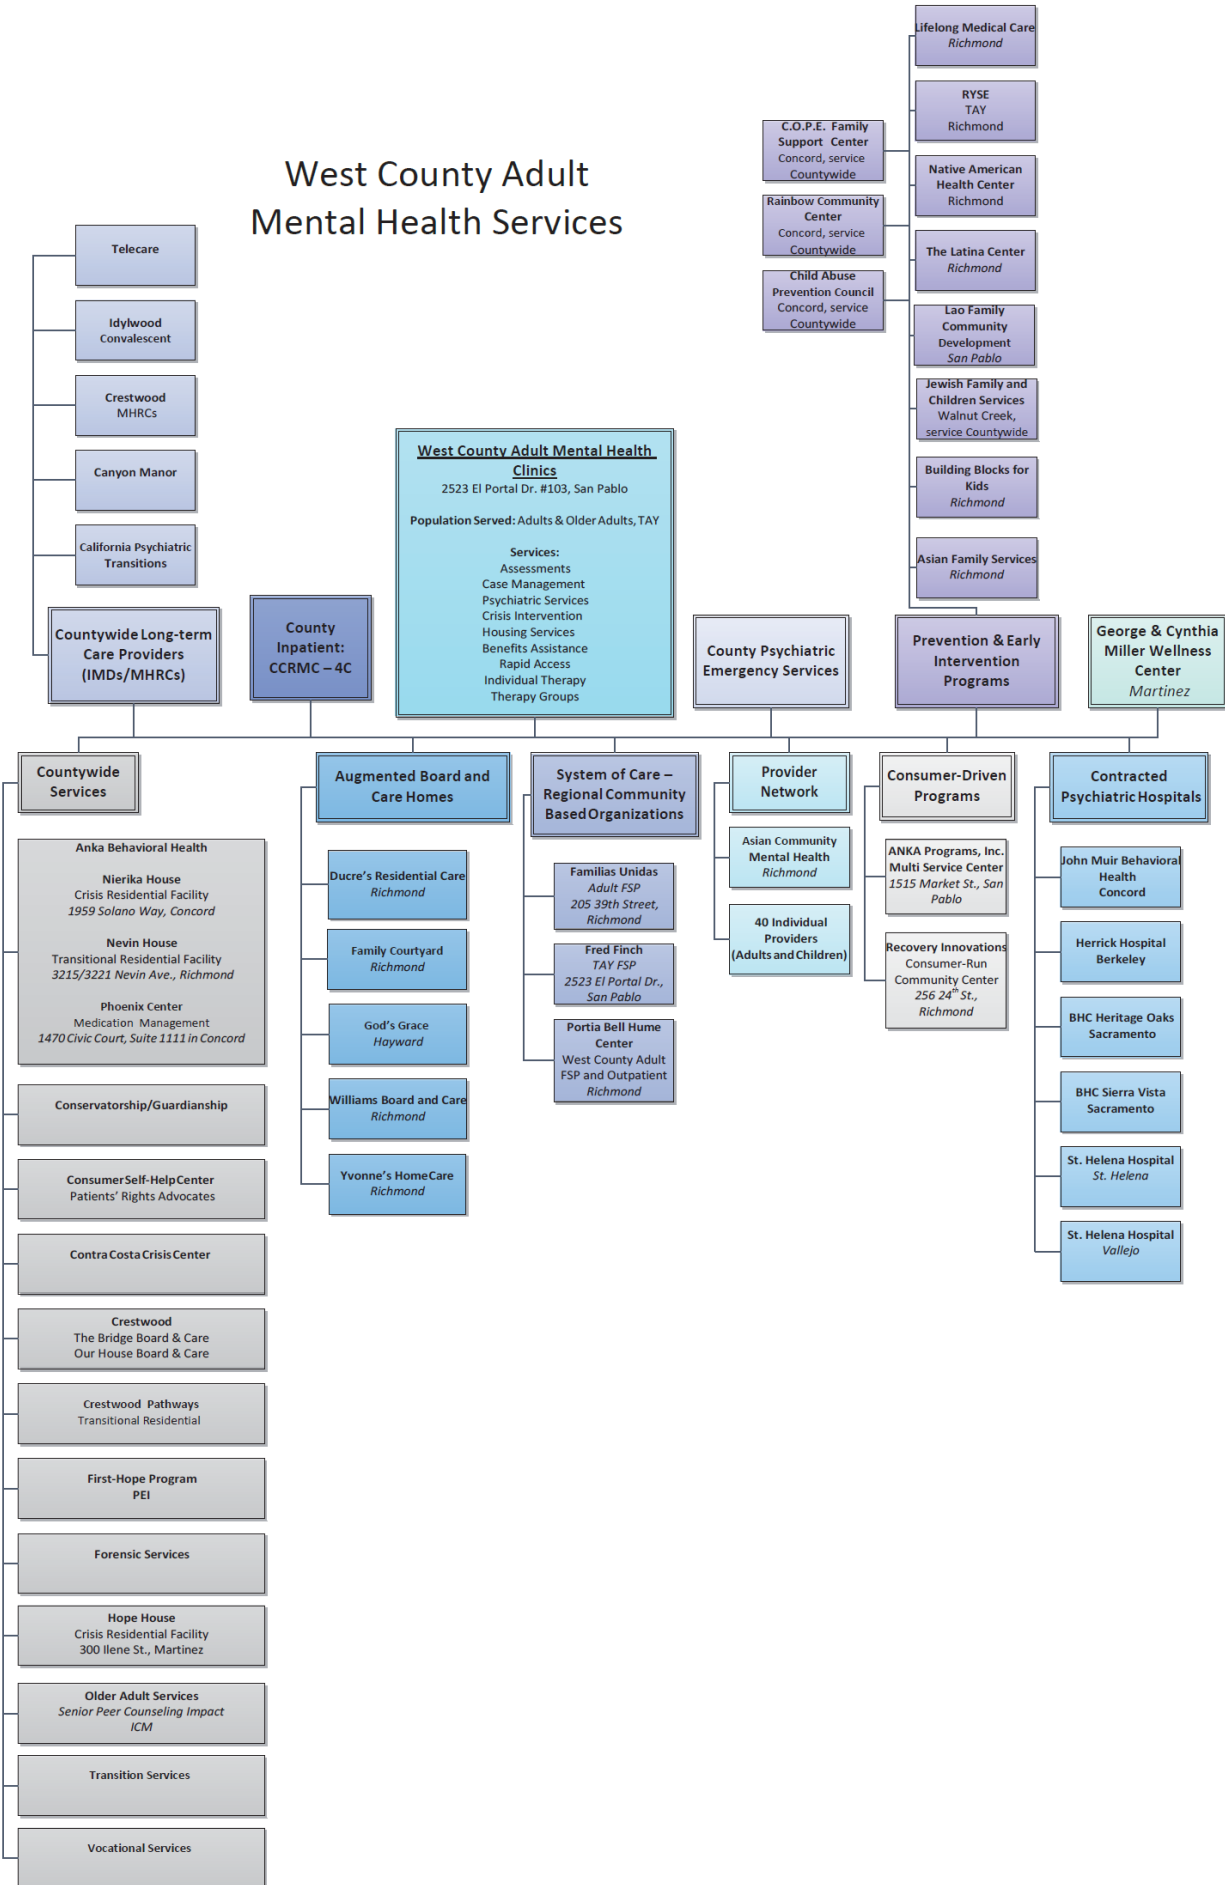 West County Adult
Mental Health Services
Lifelong Medical Care
Richmond
RYSE
TAY
Richmond
Native American
Health Center
Richmond
The Latina Center
Richmond
Lao Family
Community
Development
San Pablo
Jewish Family and
Children Services
Walnut Creek,
service Countywide
Building Blocks for
Kids
Richmond
Asian Family Services
Richmond
C.O.P.E. Family
Support Center
Concord, service
Countywide
Rainbow Community
Center
Concord, service
Countywide
Child Abuse
Prevention Council
Concord, service
Countywide
Telecare
Idylwood
Convalescent
Crestwood
MHRCs
Canyon Manor
California Psychiatric
Transitions
Countywide Long-term
Care Providers
(IMDs/MHRCs)
County
Inpatient:
CCRMC – 4C
West County Adult Mental Health
Clinics
2523 El Portal Dr. #103, San Pablo
Population Served: Adults & Older Adults, TAY
Services:
Assessments
Case Management
Psychiatric Services
Crisis Intervention
Housing Services
Benefits Assistance
Rapid Access
Individual Therapy
Therapy Groups
County Psychiatric
Emergency Services
Prevention & Early
Intervention
Programs
George & Cynthia
Miller Wellness
Center
Martinez
Countywide
Services
Anka Behavioral Health
Nierika House
Crisis Residential Facility
1959 Solano Way, Concord
Nevin House
Transitional Residential Facility
3215/3221 Nevin Ave., Richmond
Phoenix Center
Medication Management
1470 Civic Court, Suite 1111 in Concord
Conservatorship/Guardianship
Consumer Self-Help Center
Patients' Rights Advocates
Contra Costa Crisis Center
Crestwood
The Bridge Board & Care
Our House Board & Care
Crestwood Pathways
Transitional Residential
First-Hope Program
PEI
Forensic Services
Hope House
Crisis Residential Facility
300 Ilene St., Martinez
Older Adult Services
Senior Peer Counseling Impact
ICM
Transition Services
Vocational Services
Augmented Board and
Care Homes
Ducre's Residential Care
Richmond
Family Courtyard
Richmond
God's Grace
Hayward
Williams Board and Care
Richmond
Yvonne's HomeCare
Richmond
System of Care –
Regional Community
Based Organizations
Familias Unidas
Adult FSP
205 39th Street,
Richmond
Fred Finch
TAY FSP
2523 El Portal Dr.,
San Pablo
Portia Bell Hume
Center
West County Adult
FSP and Outpatient
Richmond
Provider
Network
Asian Community
Mental Health
Richmond
40 Individual
Providers
(Adults and Children)
Consumer-Driven
Programs
ANKA Programs, Inc.
Multi Service Center
1515 Market St., San
Pablo
Recovery Innovations
Consumer-Run
Community Center
256 24th St.,
Richmond
Contracted
Psychiatric Hospitals
John Muir Behavioral
Health
Concord
Herrick Hospital
Berkeley
BHC Heritage Oaks
Sacramento
BHC Sierra Vista
Sacramento
St. Helena Hospital
St. Helena
St. Helena Hospital
Vallejo